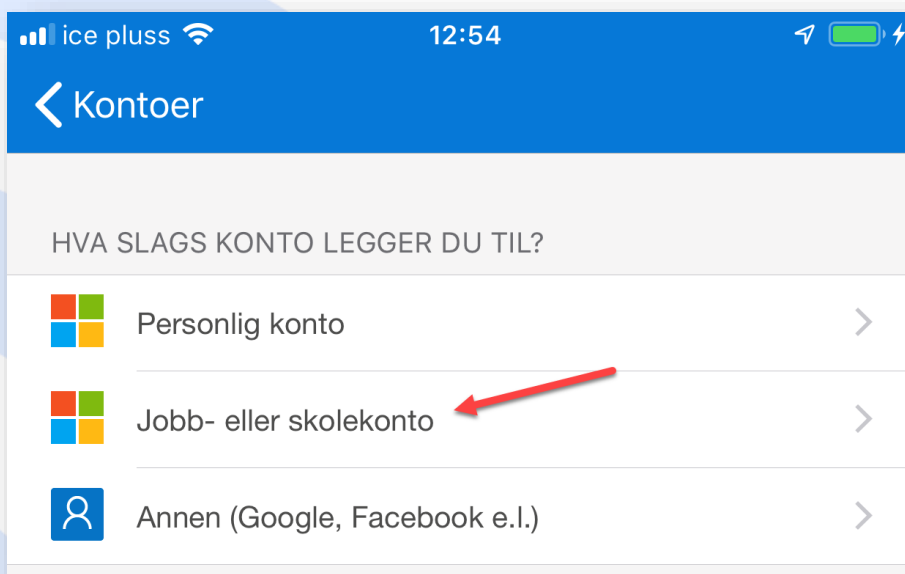 ice pluss 12:54
Kontoer
HVA SLAGS KONTO LEGGER DU TIL?
Personlig konto
Jobb- eller skolekonto
Annen (Google, Facebook e.l.)